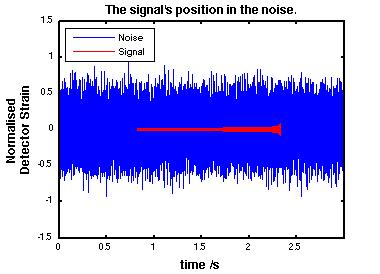 The signal's position in the noise.
1.5
Noise
Signal
1
0.5
0
-0.5
-1
-1.5
Normalised
Detector Strain
0 0.5 1 1.5 2 2.5
time /s